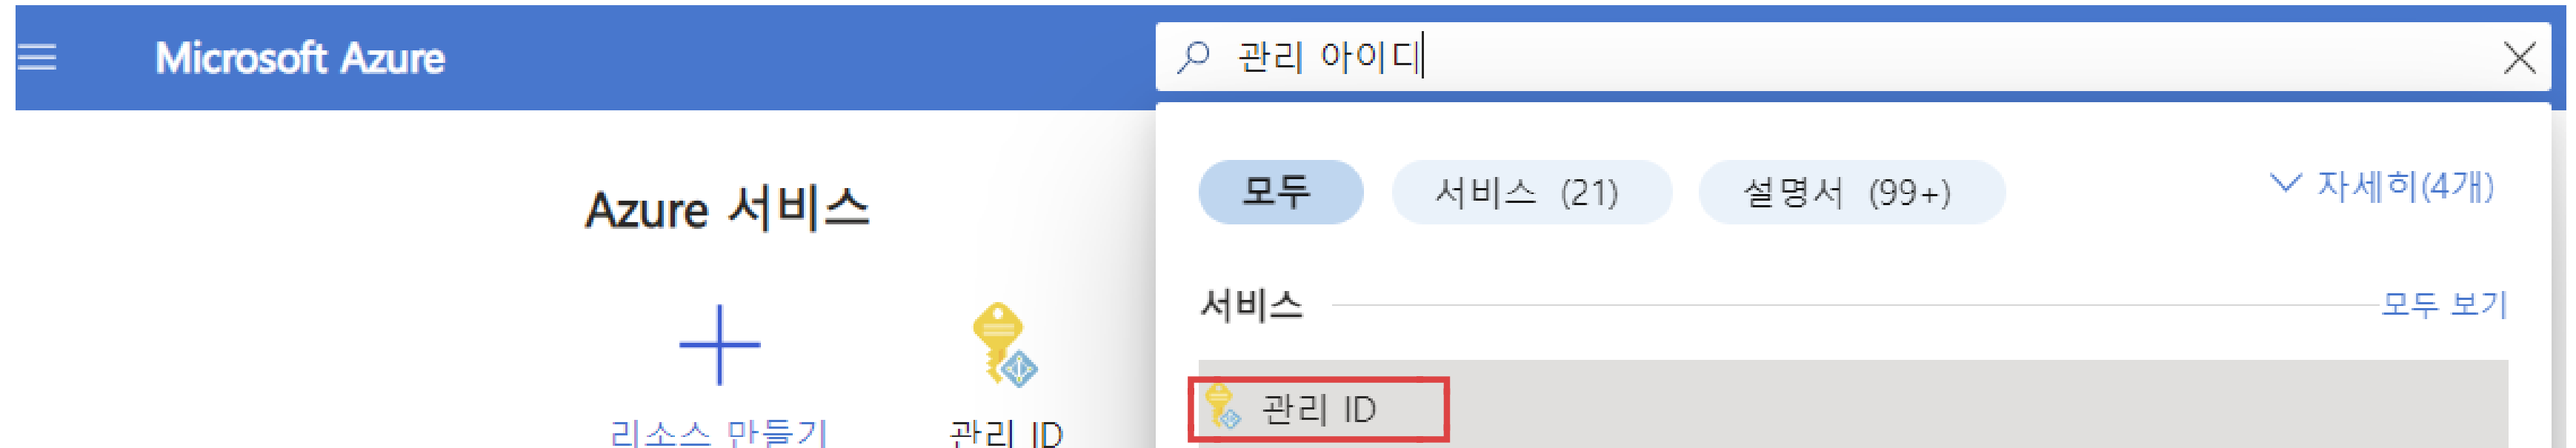 Microsoft Azure
관리 아이디
모두
서비스 (21)
설명서 (99+)
자세히(4개)
Azure 서비스
서비스
모두 보기
리소스 만들기
관리 ID
관리 ID